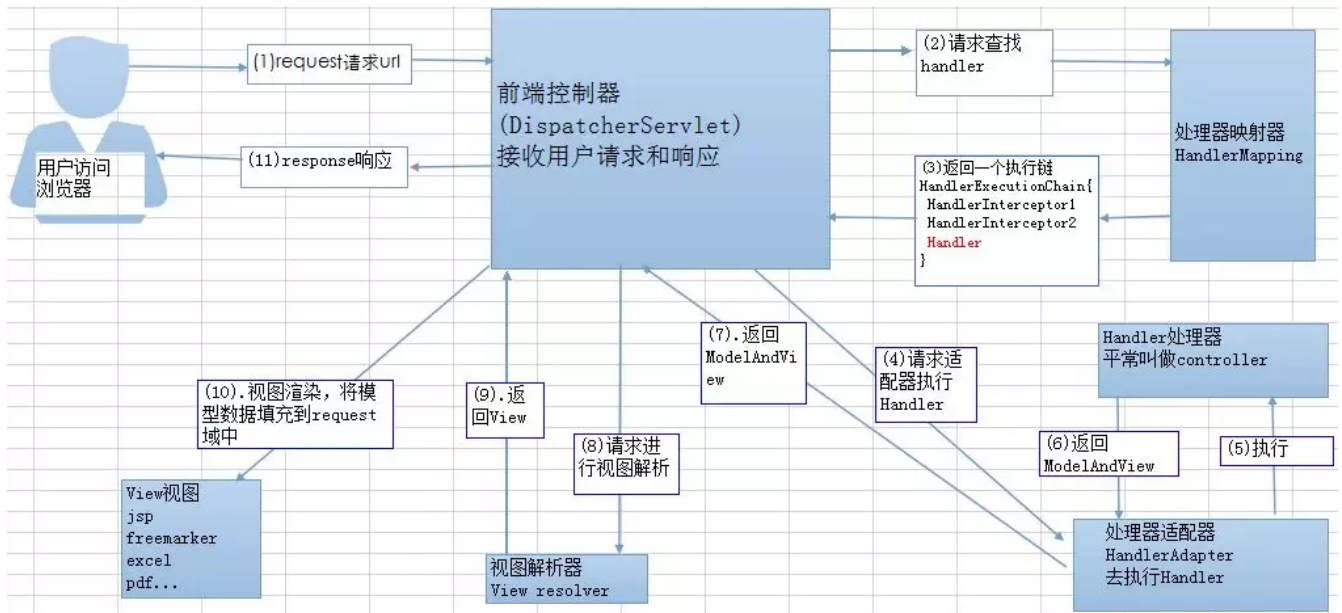 (1)request请求url
前端控制器
(DispatcherServlet)
接收用户请求和响应
(2)请求查找
handler
处理器映射器
HandlerMapping
用户访问
浏览器
(11)response响应
(3)返回一个执行链
HandlerExecutionChain{
HandlerInterceptor1
HandlerInterceptor2
Handler
}
(7).返回
ModelAndVi
ew
(4)请求适
配器执行
Handler
Handler处理器
平常叫做controller
(10).视图渲染，将模
型数据填充到request
域中
(9).返
回View
(8)请求进
行视图解析
(6)返回
ModelAndView
(5)执行
View视图
jsp
freemarker
excel
pdf...
视图解析器
View resolver
处理器适配器
HandlerAdapter
去执行Handler